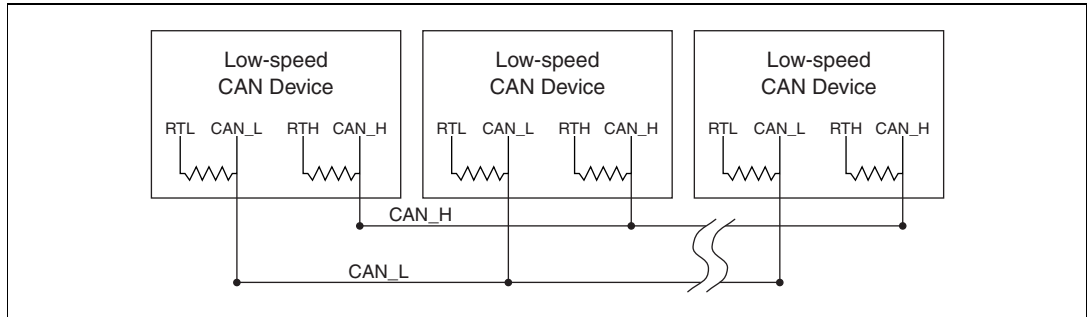 Low-speed
CAN Device
Low-speed
CAN Device
Low-speed
CAN Device
RTL CAN_L RTH CAN_H
RTL CAN_L RTH CAN_H
RTL CAN_L RTH CAN_H
CAN_H
CAN_L